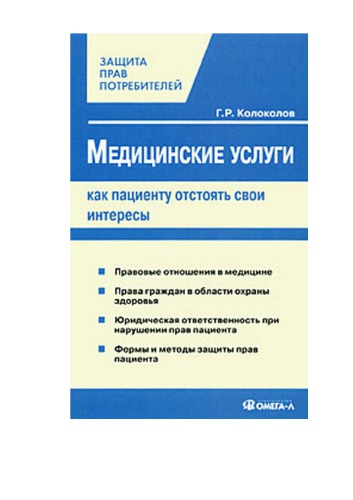 ЗАЩИТА
ПРАВ
ПОТРЕБИТЕЛЕЙ
Г.Р. Колоколов
МЕДИЦИНСКИЕ УСЛУГИ
как пациенту отстоять свои
интересы
Правовые отношения в медицине
Права граждан в области охраны
здоровья
Юридическая ответственность при
нарушении прав пациента
Формы и методы защиты прав
пациента
ОМЕГА-Л